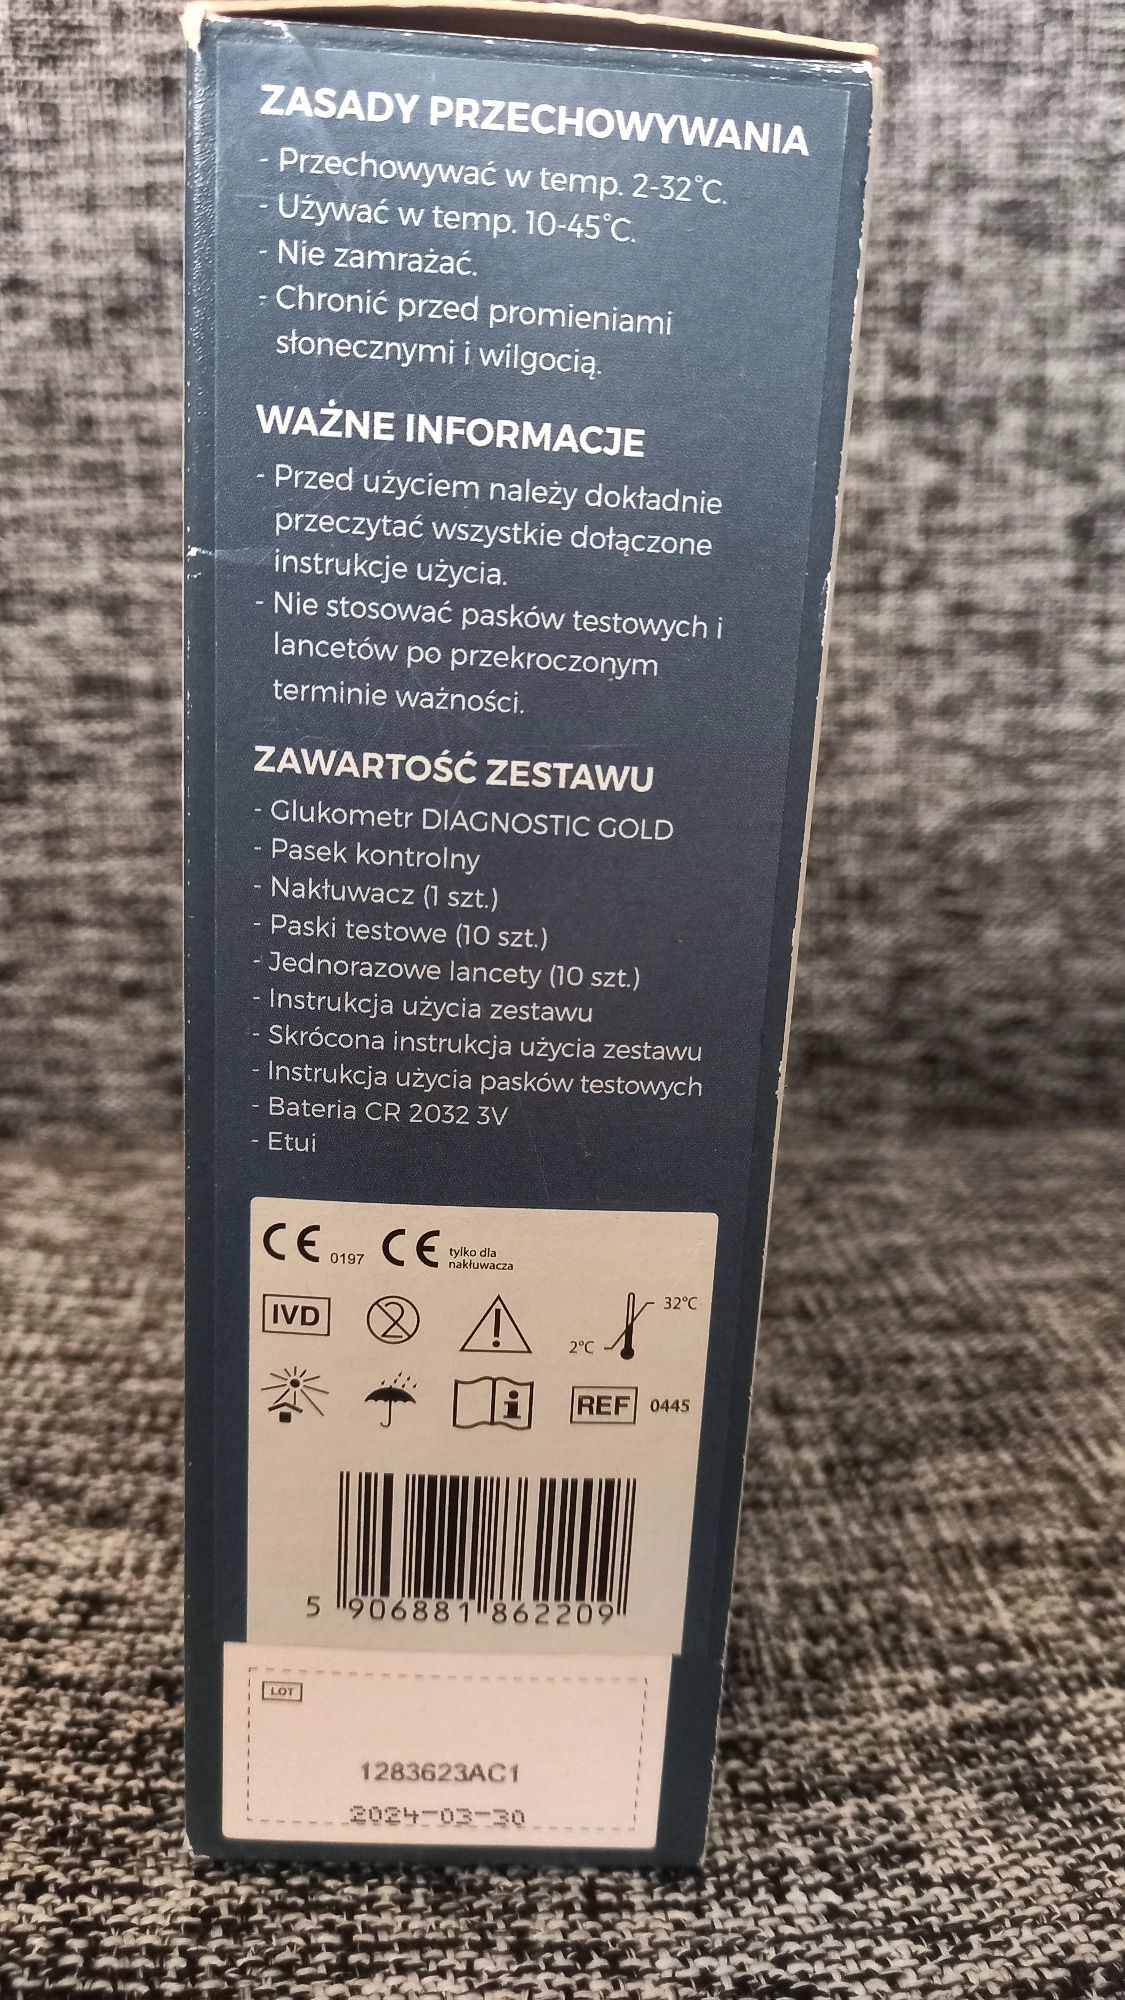 ZASADY PRZECHOWYWANIA
- Przechowywać w temp. 2-32°C.
- Używać w temp. 10-45°C.
- Nie zamrażać.
- Chronić przed promieniami
słonecznymi i wilgocią.
WAŻNE INFORMACJE
- Przed użyciem należy dokładnie
przeczytać wszystkie dołączone
instrukcje użycia.
- Nie stosować pasków testowych i
lancetów po przekroczonym
terminie ważności.
ZAWARTOŚĆ ZESTAWU
- Glukometr DIAGNOSTIC GOLD
- Pasek kontrolny
- Nakłuwacz (1 szt.)
- Paski testowe (10 szt.)
- Jednorazowe lancety (10 szt.)
- Instrukcja użycia zestawu
- Skrócona instrukcja użycia zestawu
- Instrukcja użycia pasków testowych
- Bateria CR 2032 3V
- Etui
CE 0197 CE tylko dla
nakłuwacza
IVD 2 ! 2°C 32°C
i REF 0445
5 906881 862209
LOT
1283623AC1
2024-03-30